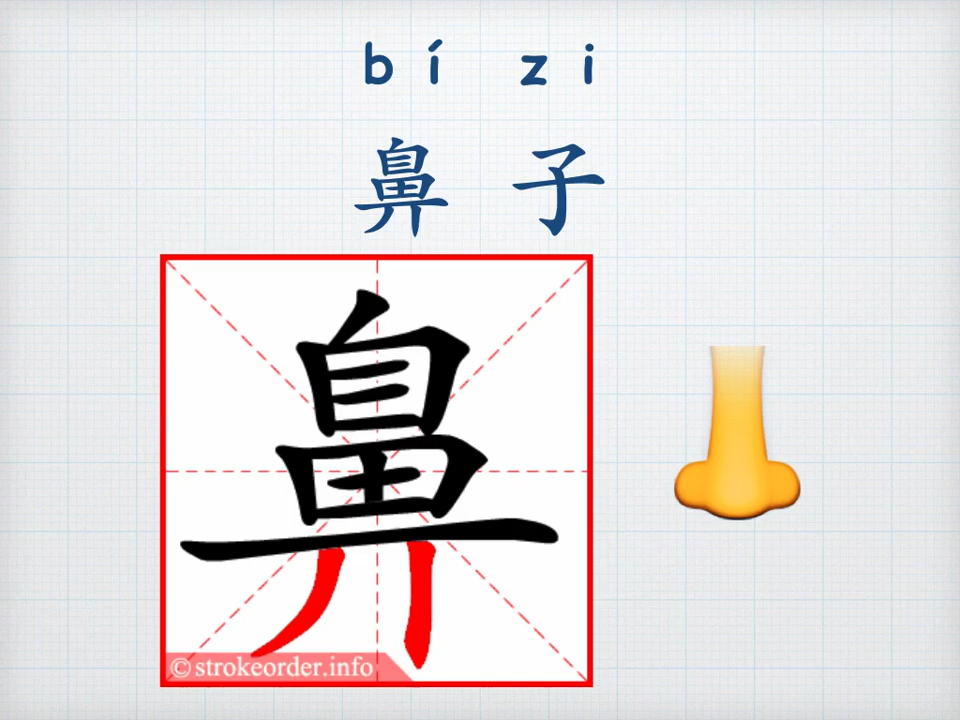 bí zi
鼻 子
鼻
© strokeorder.info